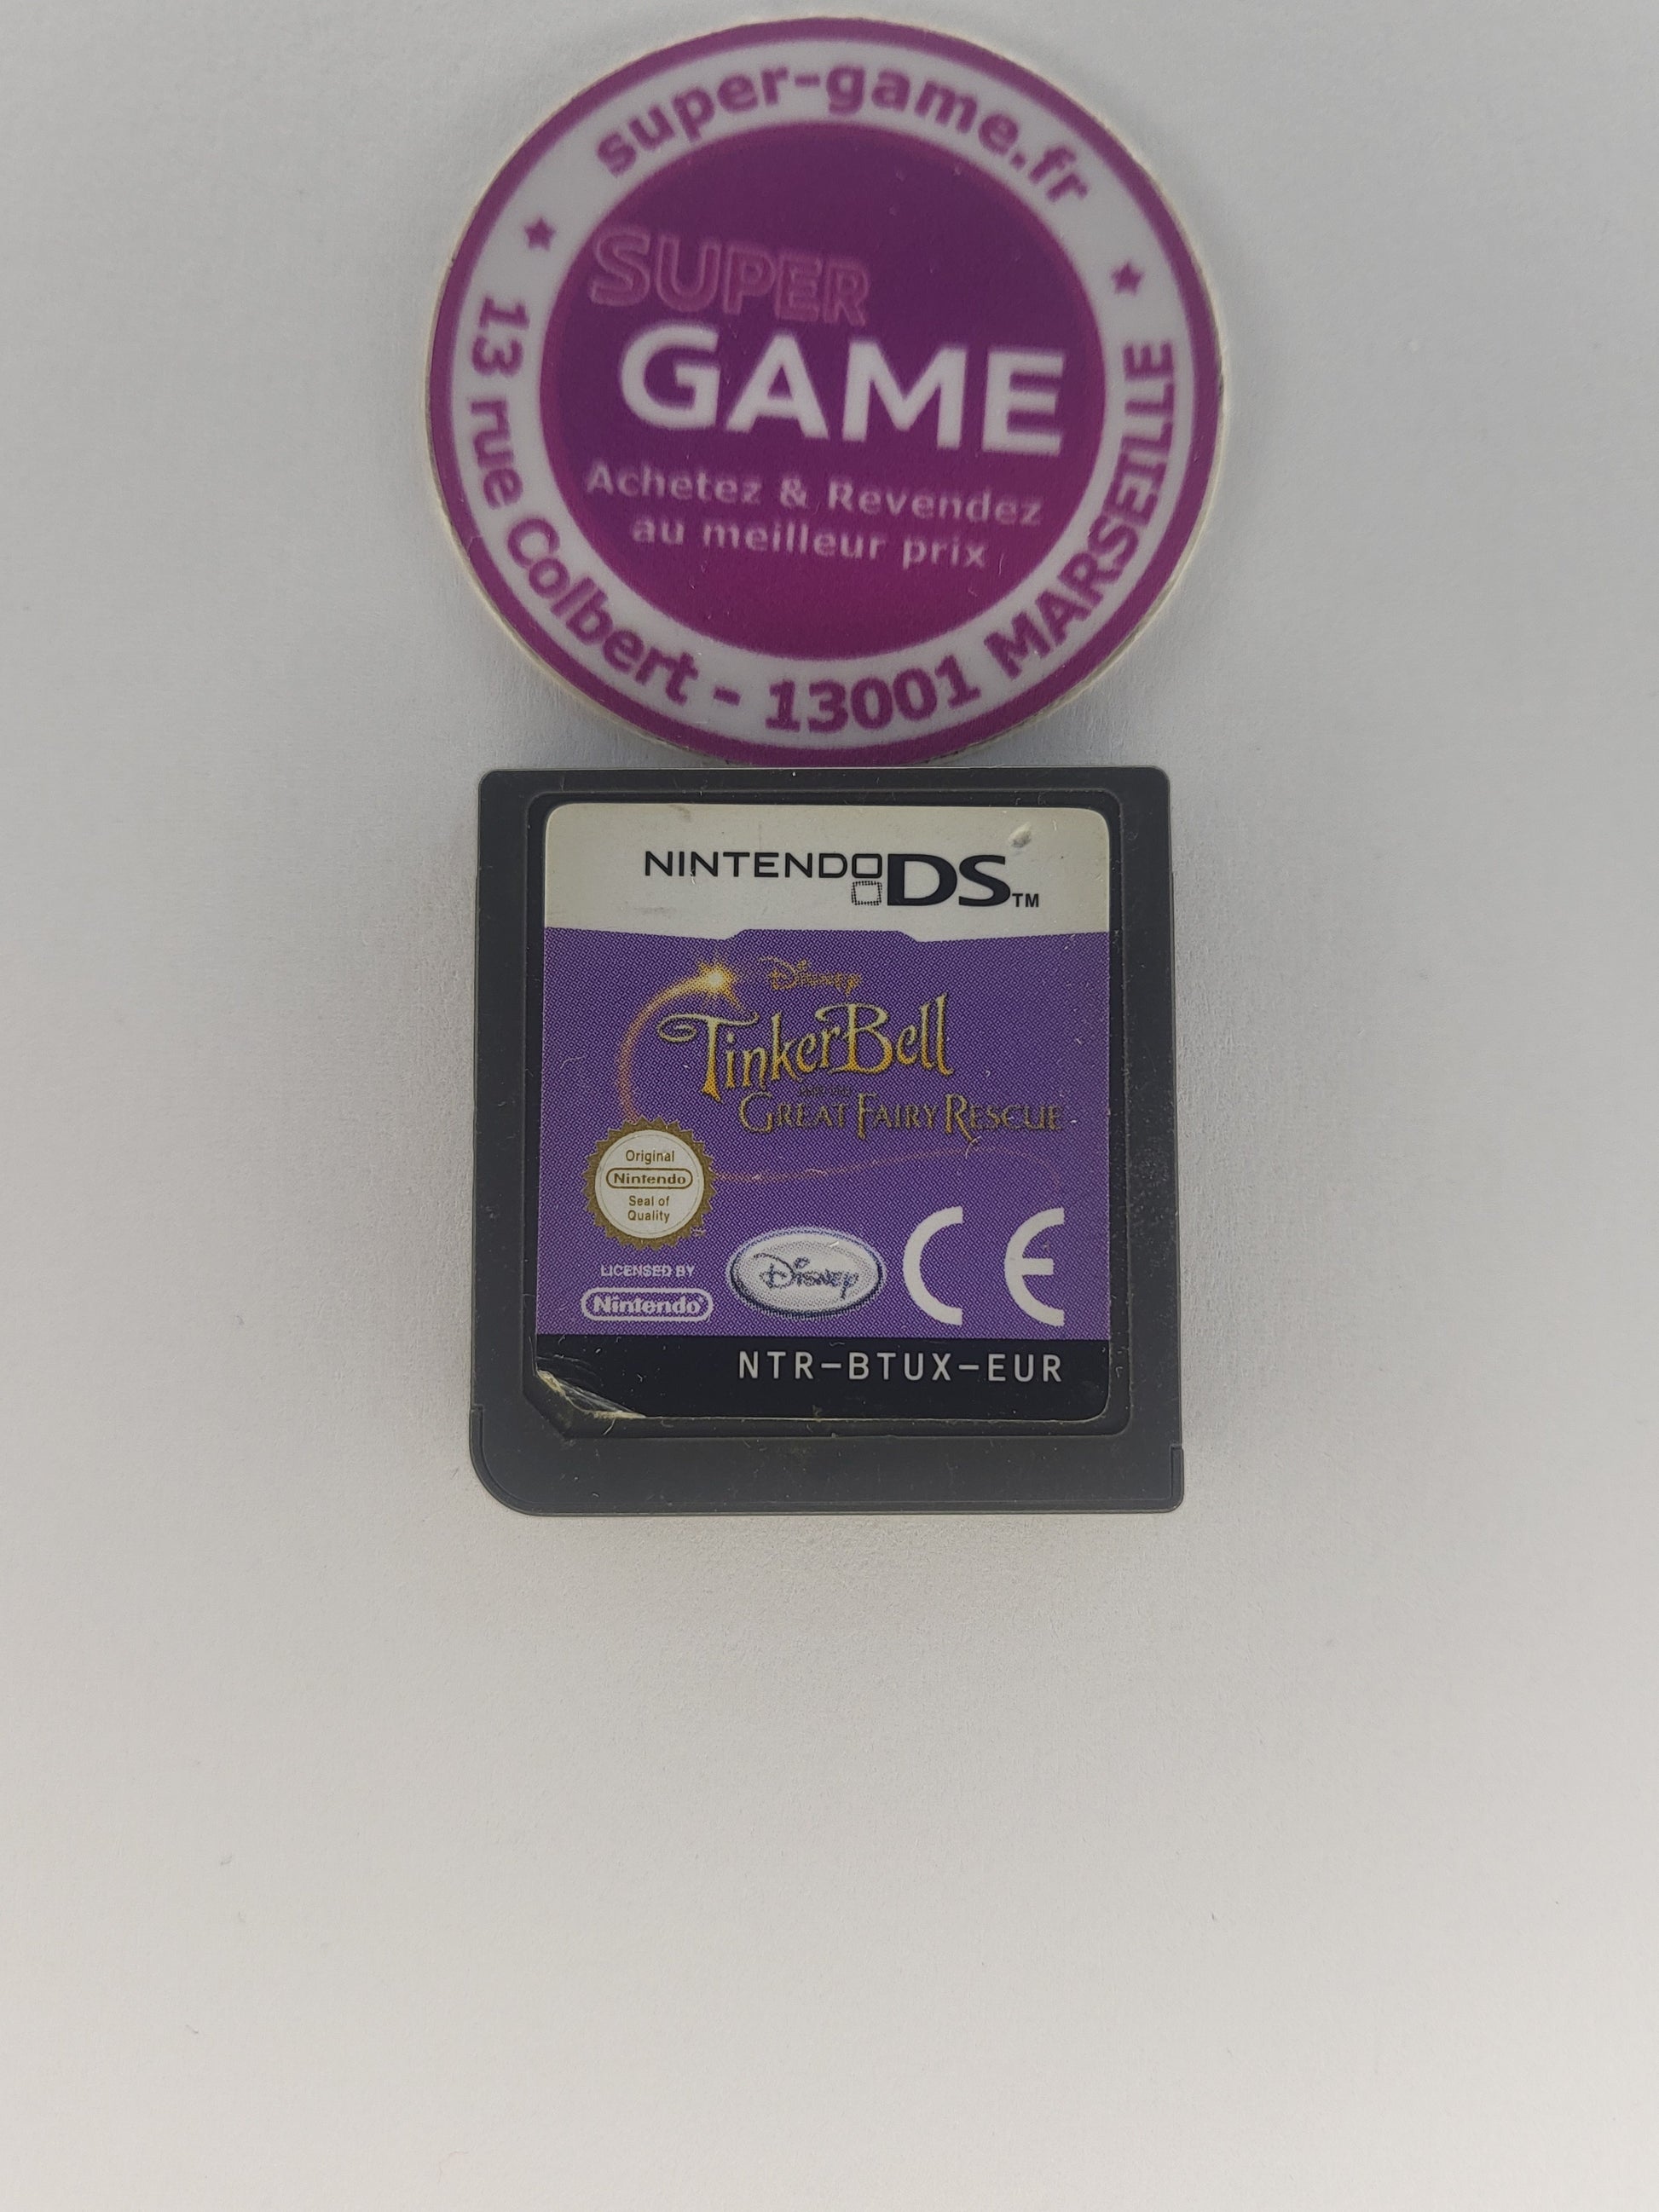 super-game.fr
SUPER
GAME
Achetez & Revendez
au meilleur prix
13 rue Colbert - 13001 MARSEILLE
NINTENDO DS TM
Disney
TinkerBell
GREAT FAIRY RESCUE
Original
Nintendo
Seal of
Quality
LICENSED BY
Nintendo
Disney
CE
NTR-BTUX-EUR